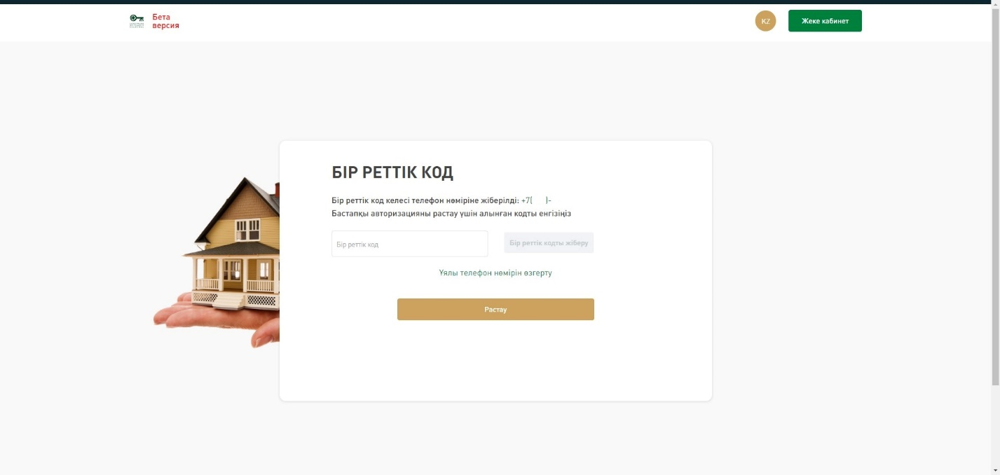 Бета
версия
KZ
Жеке кабинет
БІР РЕТТІК КОД
Бір реттік код келесі телефон нөміріне жіберілді: +7( )-
Бастапқы авторизацияны растау үшін алынған кодты енгізіңіз
Бір реттік код
Бір реттік кодты жіберу
Ұялы телефон нөмірін өзгерту
Растау